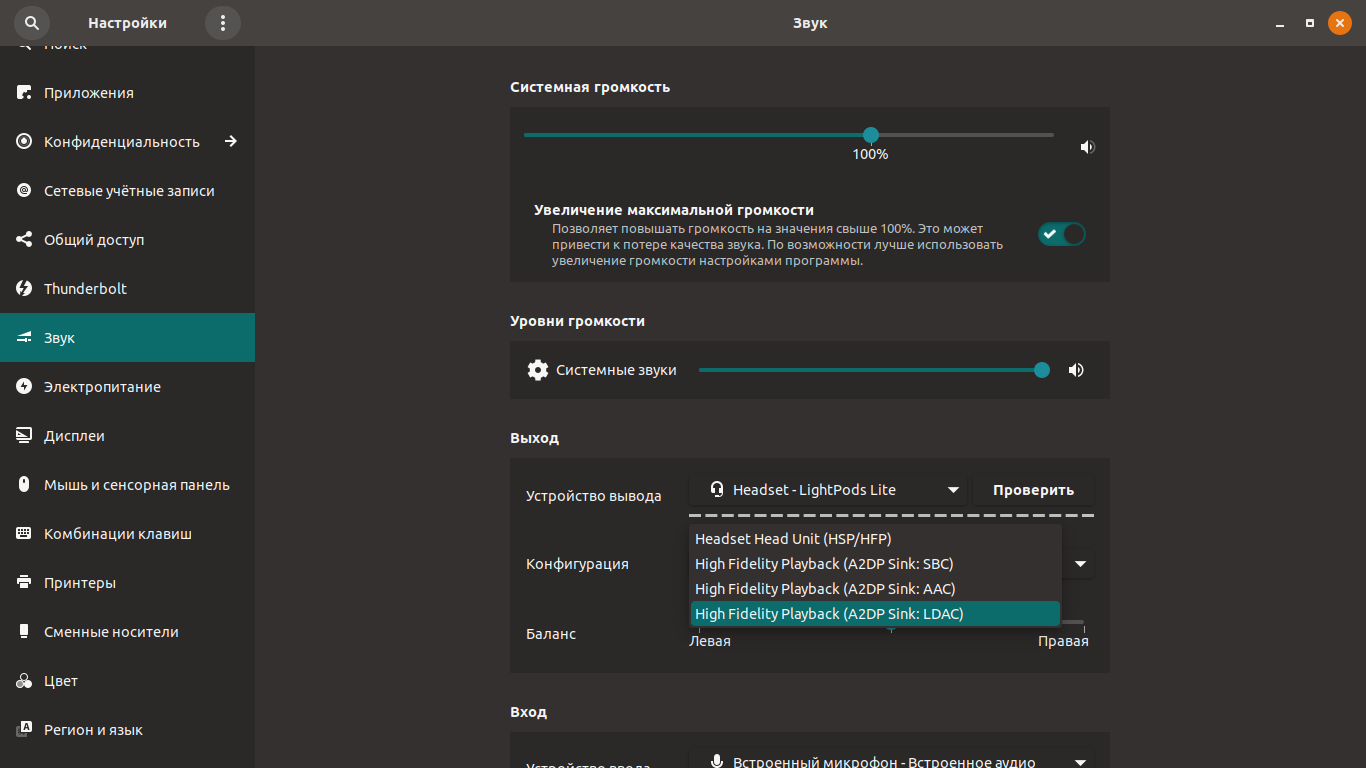 Настройки
Звук
Поиск
Приложения
Конфиденциальность
Сетевые учётные записи
Общий доступ
Thunderbolt
Звук
Электропитание
Дисплеи
Мышь и сенсорная панель
Комбинации клавиш
Принтеры
Сменные носители
Цвет
Регион и язык
Системная громкость
100%
Увеличение максимальной громкости
Позволяет повышать громкость на значения свыше 100%. Это может
привести к потере качества звука. По возможности лучше использовать
увеличение громкости настройками программы.
Уровни громкости
Системные звуки
Выход
Устройство вывода
Headset - LightPods Lite
Проверить
Конфигурация
Headset Head Unit (HSP/HFP)
High Fidelity Playback (A2DP Sink: SBC)
High Fidelity Playback (A2DP Sink: AAC)
High Fidelity Playback (A2DP Sink: LDAC)
Баланс
Левая
Правая
Вход
Устройство ввода
Встроенный микрофон - Встроенное аудио